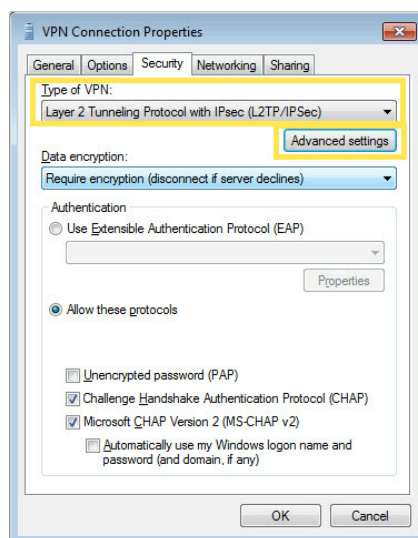 VPN Connection Properties
General Options Security Networking Sharing
Type of VPN:
Layer 2 Tunneling Protocol with IPsec (L2TP/IPSec)
Advanced settings
Data encryption:
Require encryption (disconnect if server declines)
Authentication
Use Extensible Authentication Protocol (EAP)
Properties
Allow these protocols
Unencrypted password (PAP)
Challenge Handshake Authentication Protocol (CHAP)
Microsoft CHAP Version 2 (MS-CHAP v2)
Automatically use my Windows logon name and
password (and domain, if any)
OK Cancel